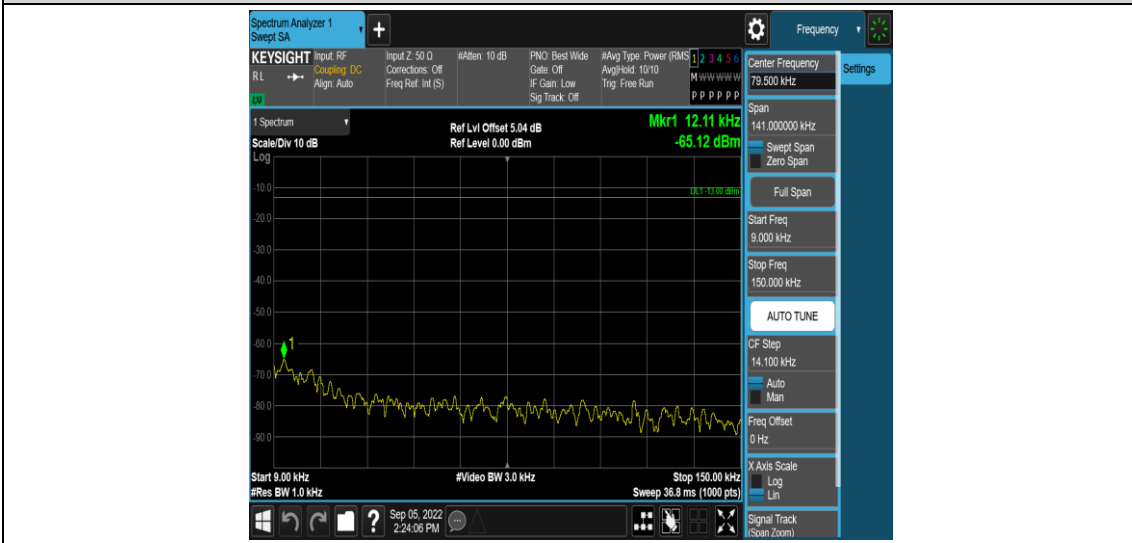 Spectrum Analyzer 1
Swept SA
+
Frequency
KEYSIGHT
RL
LXI
Input: RF
Coupling: DC
Align: Auto
Input Z: 50 Ω
Corrections: Off
Freq Ref: Int (S)
#Atten: 10 dB
PNO: Best Wide
Gate: Off
IF Gain: Low
Sig Track: Off
#Avg Type: Power (RMS
Avg|Hold: 10/10
Trig: Free Run
1 2 3 4 5 6
M W W W W W
P P P P P P
1 Spectrum
Scale/Div 10 dB
Log
Ref Lvl Offset 5.04 dB
Ref Level 0.00 dBm
Mkr1 12.11 kHz
-65.12 dBm
DL1 -13.00 dBm
-10.0
-20.0
-30.0
-40.0
-50.0
-60.0
-70.0
-80.0
-90.0
1
Start 9.00 kHz
#Res BW 1.0 kHz
#Video BW 3.0 kHz
Stop 150.00 kHz
Sweep 36.8 ms (1000 pts)
?
Sep 05, 2022
2:24:06 PM
Center Frequency
79.500 kHz
Span
141.000000 kHz
Swept Span
Zero Span
Full Span
Start Freq
9.000 kHz
Stop Freq
150.000 kHz
AUTO TUNE
CF Step
14.100 kHz
Auto
Man
Freq Offset
0 Hz
X Axis Scale
Log
Lin
Signal Track
(Span Zoom)
Settings